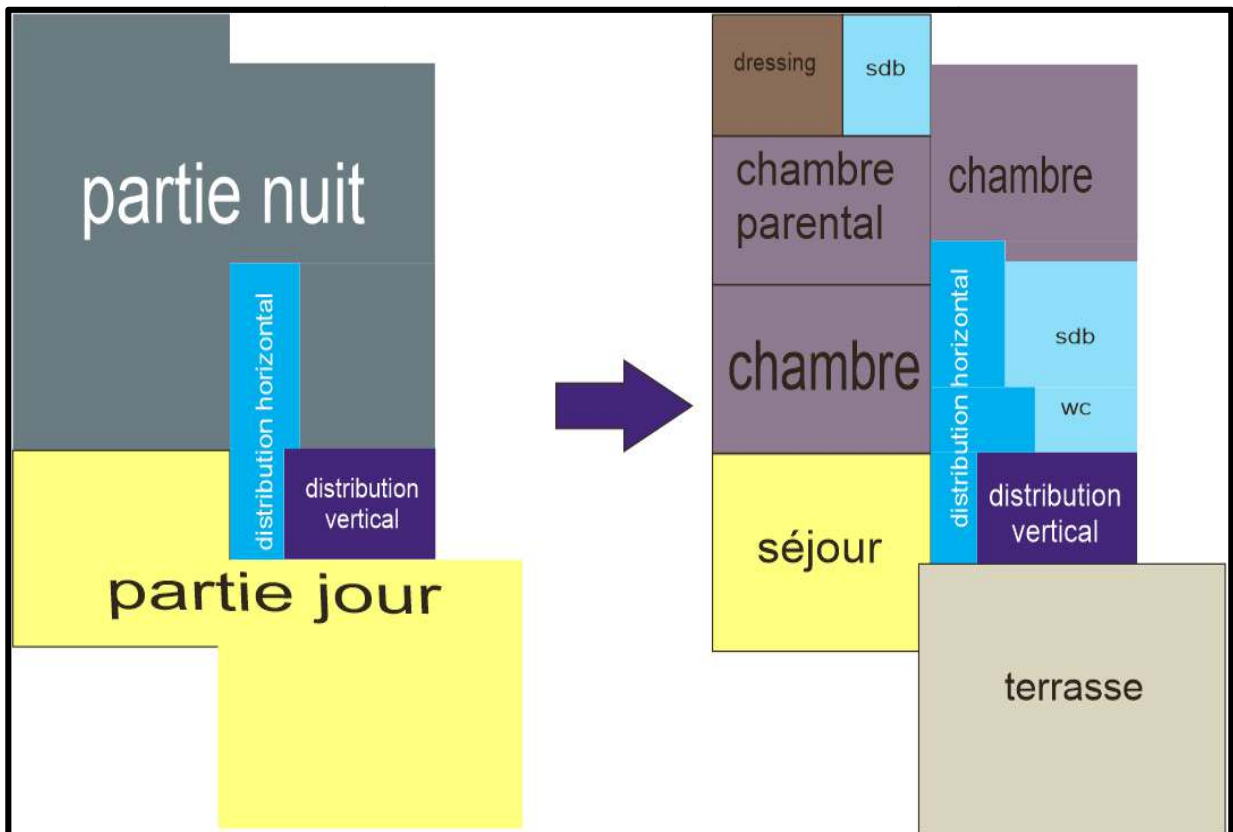 partie nuit
distribution horizontal
distribution
vertical
partie jour
dressing
sdb
chambre
parental
chambre
chambre
distribution horizontal
sdb
wc
séjour
distribution
vertical
terrasse